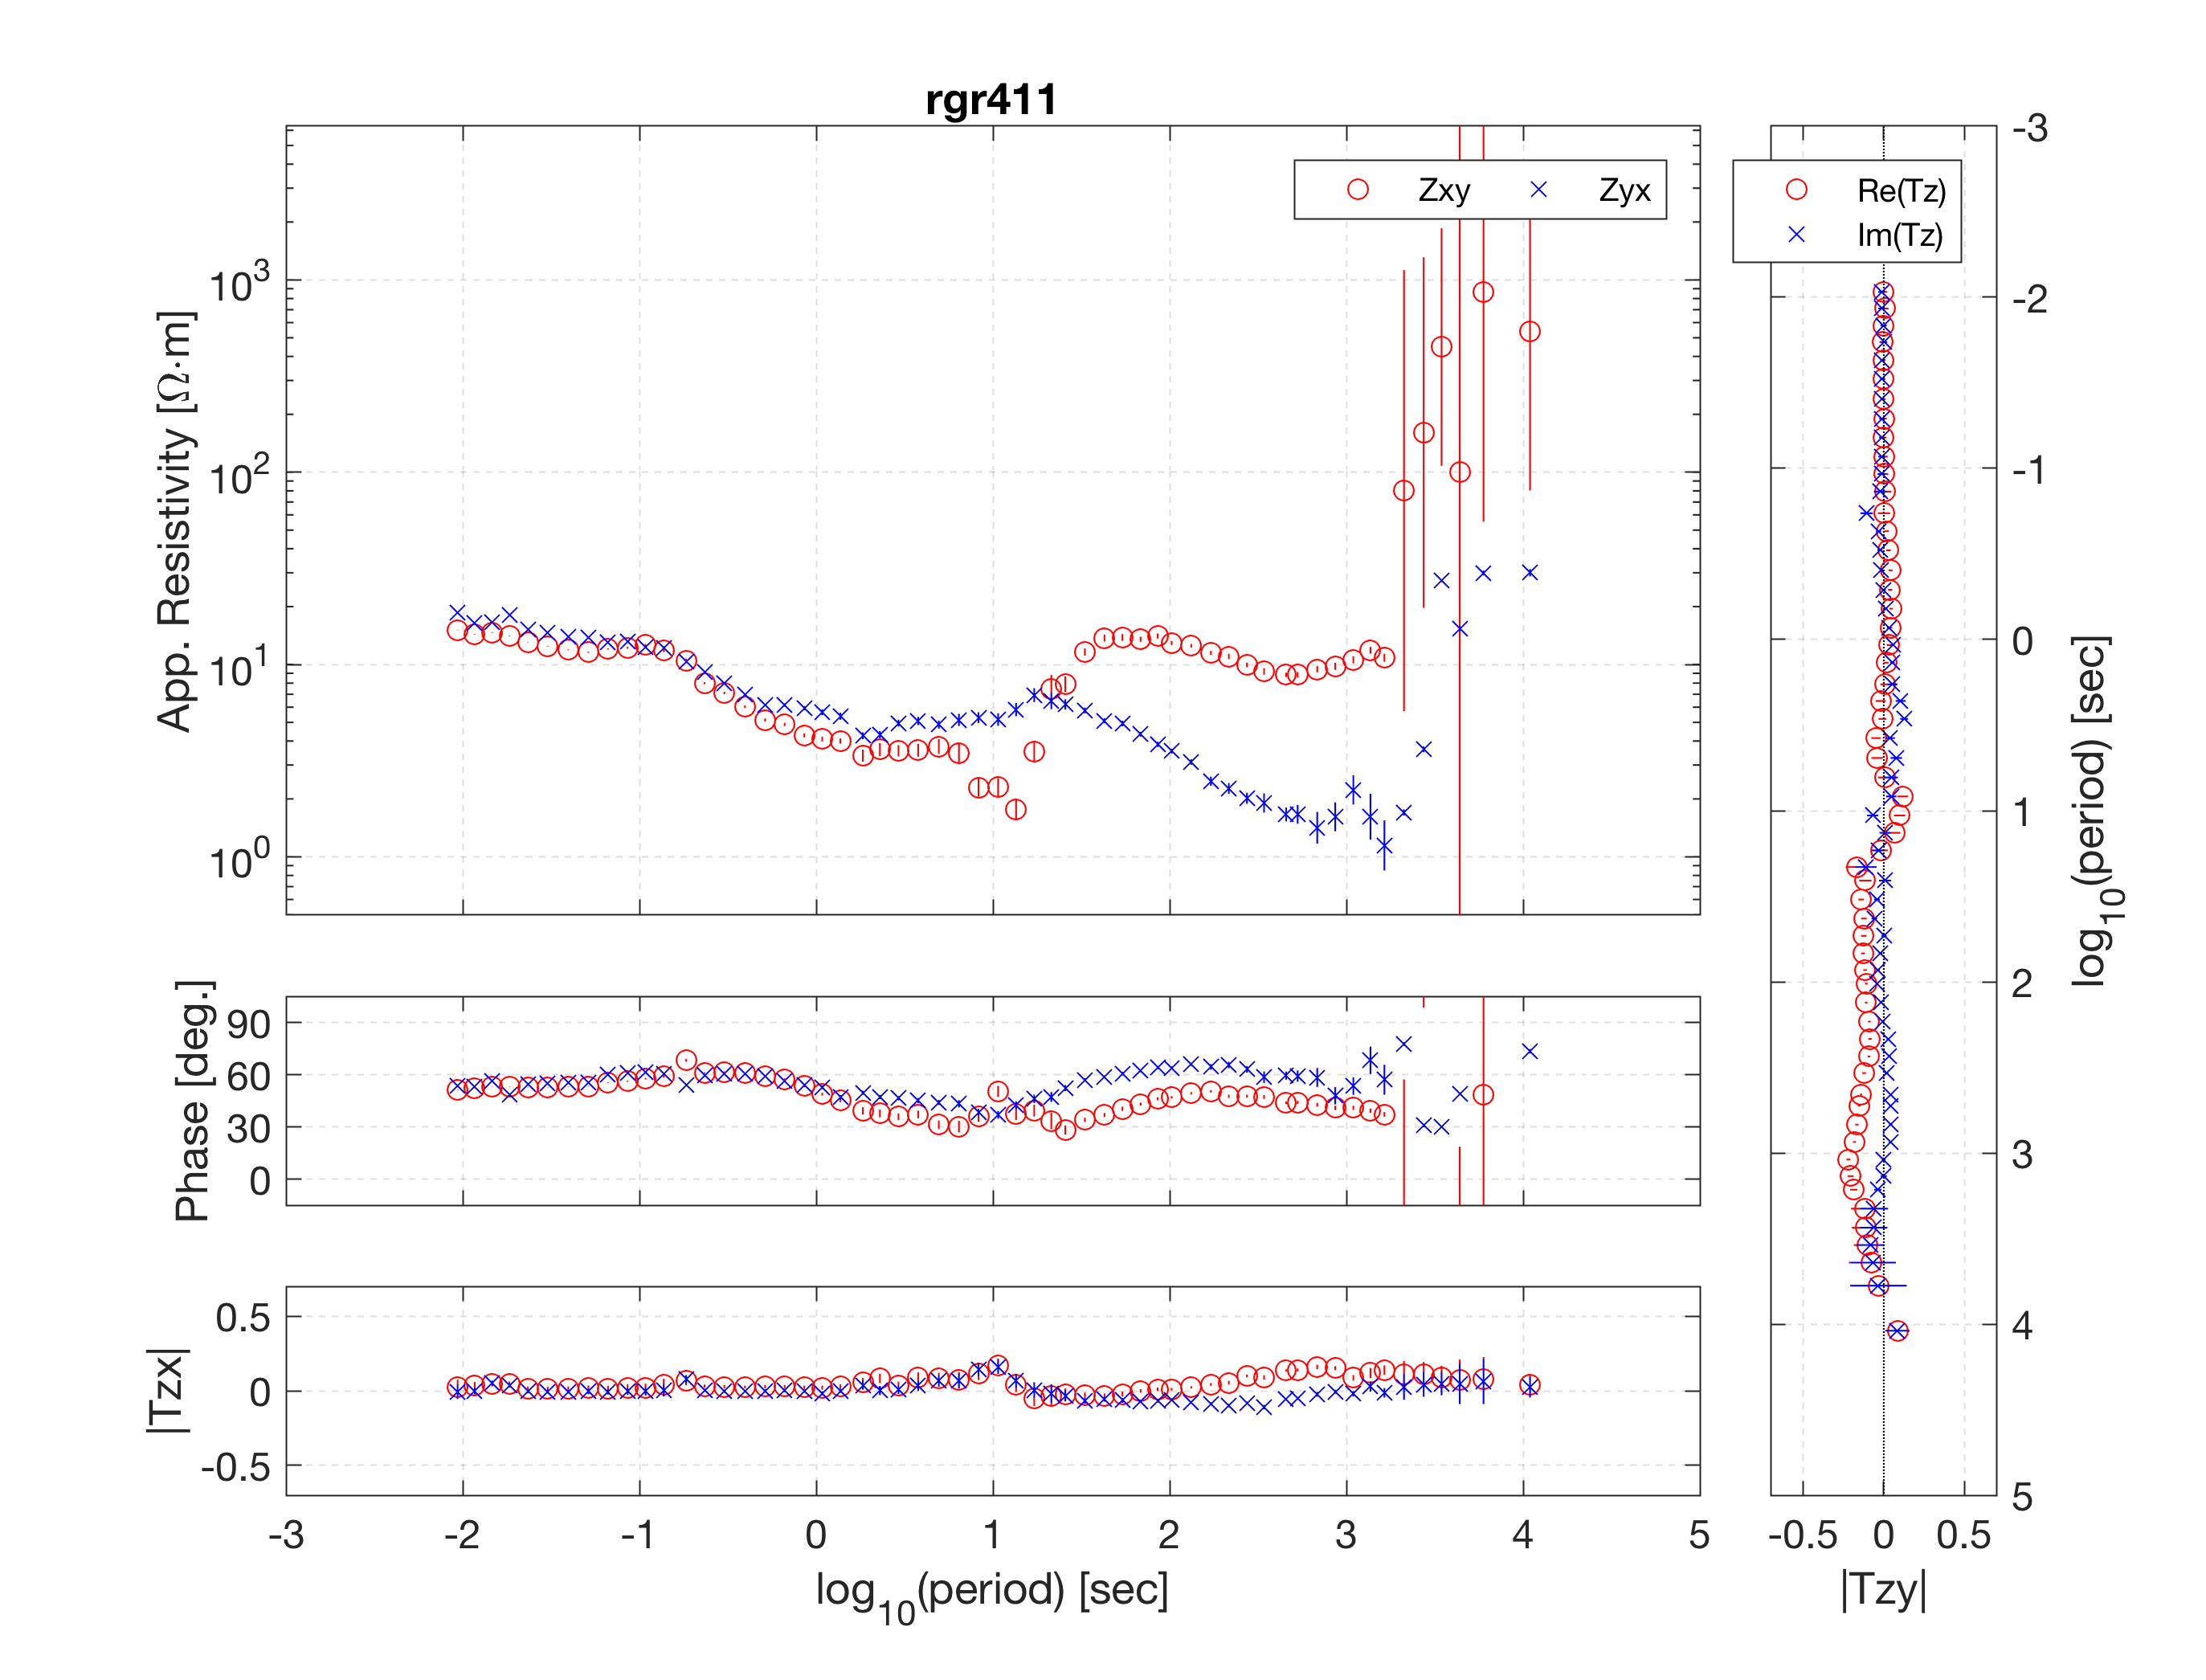 rgr411
Zxy Zyx
Re(Tz)
Im(Tz)
App. Resistivity [Ω·m]
10^3
10^2
10^1
10^0
Phase [deg.]
90
60
30
0
|Tzx|
0.5
0
-0.5
-3 -2 -1 0 1 2 3 4 5
log_10(period) [sec]
-3
-2
-1
0
1
2
3
4
5
log_10(period) [sec]
-0.5 0 0.5
|Tzy|